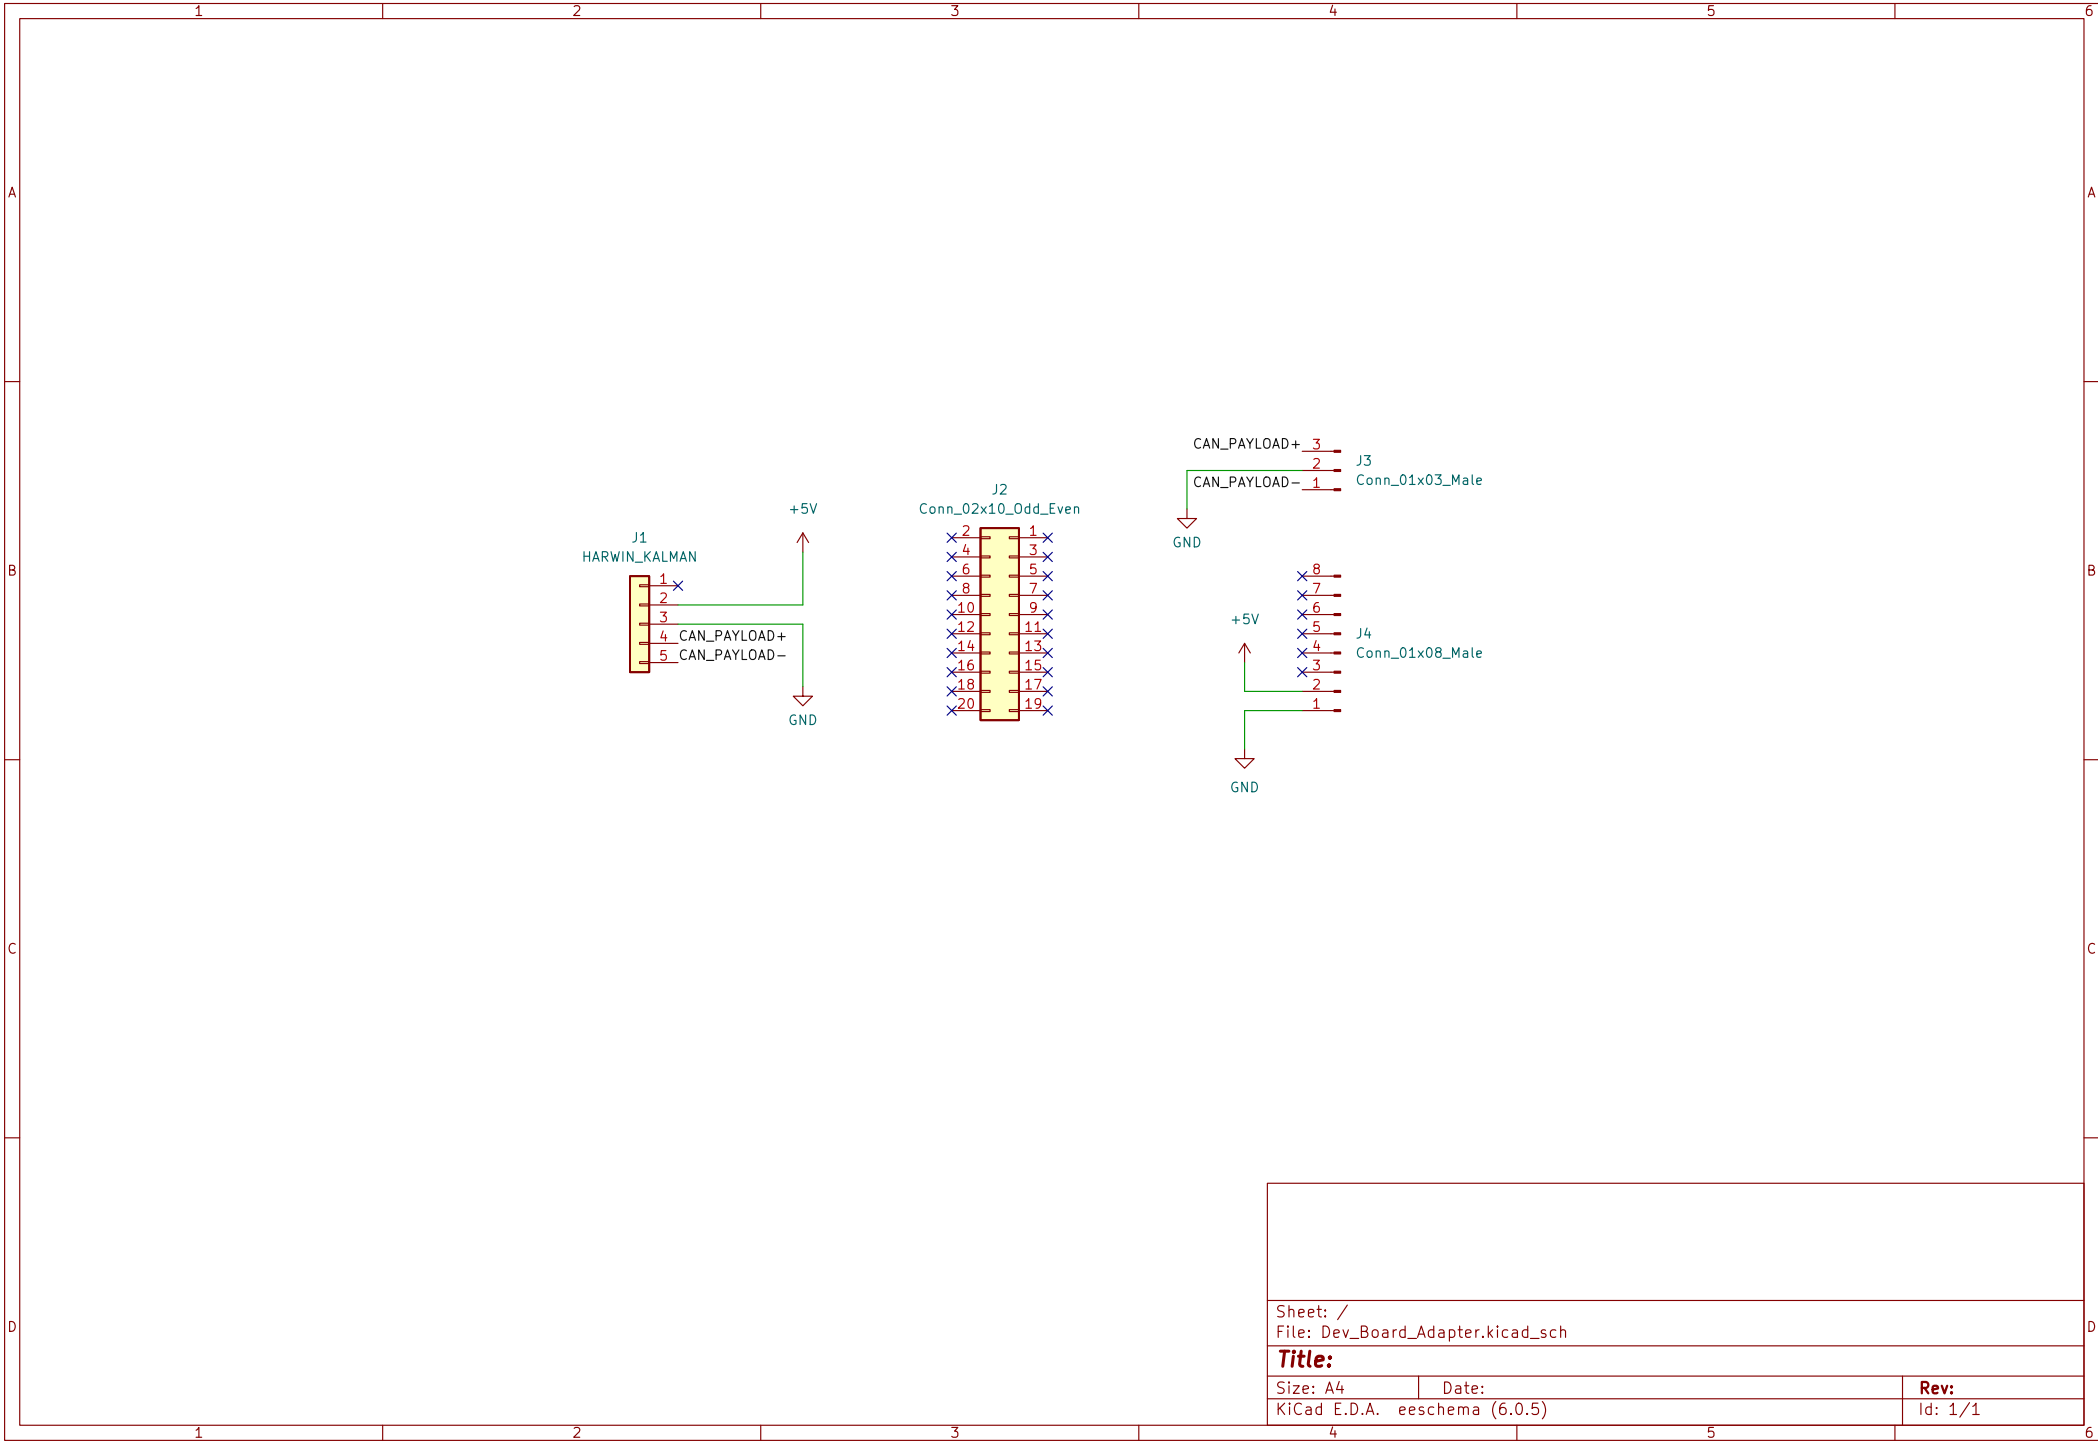 1 2 3 4 5 6
A A
CAN_PAYLOAD+ 3
2
CAN_PAYLOAD- 1
J3
Conn_01x03_Male
GND
J2
Conn_02x10_Odd_Even
2 1
4 3
6 5
8 7
10 9
12 11
14 13
16 15
18 17
20 19
+5V
J1
HARWIN_KALMAN
1
2
3
4 CAN_PAYLOAD+
5 CAN_PAYLOAD-
GND
B B
8
7
6
5
4
3
2
1
+5V
J4
Conn_01x08_Male
GND
C C
D D
Sheet: /
File: Dev_Board_Adapter.kicad_sch
Title:
Size: A4 Date: Rev:
KiCad E.D.A. eeschema (6.0.5) Id: 1/1
1 2 3 4 5 6